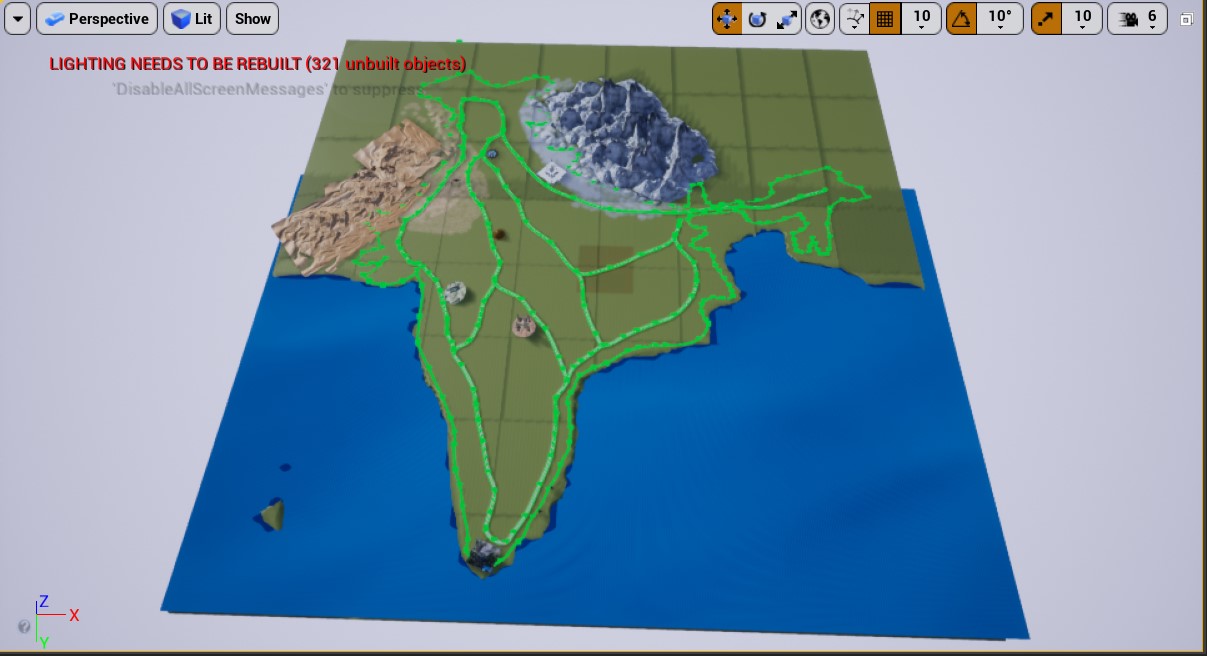 Perspective Lit Show 10 10° 10 6
LIGHTING NEEDS TO BE REBUILT (321 unbuilt objects)
'DisableAllScreenMessages' to suppress
Z
X
Y
?